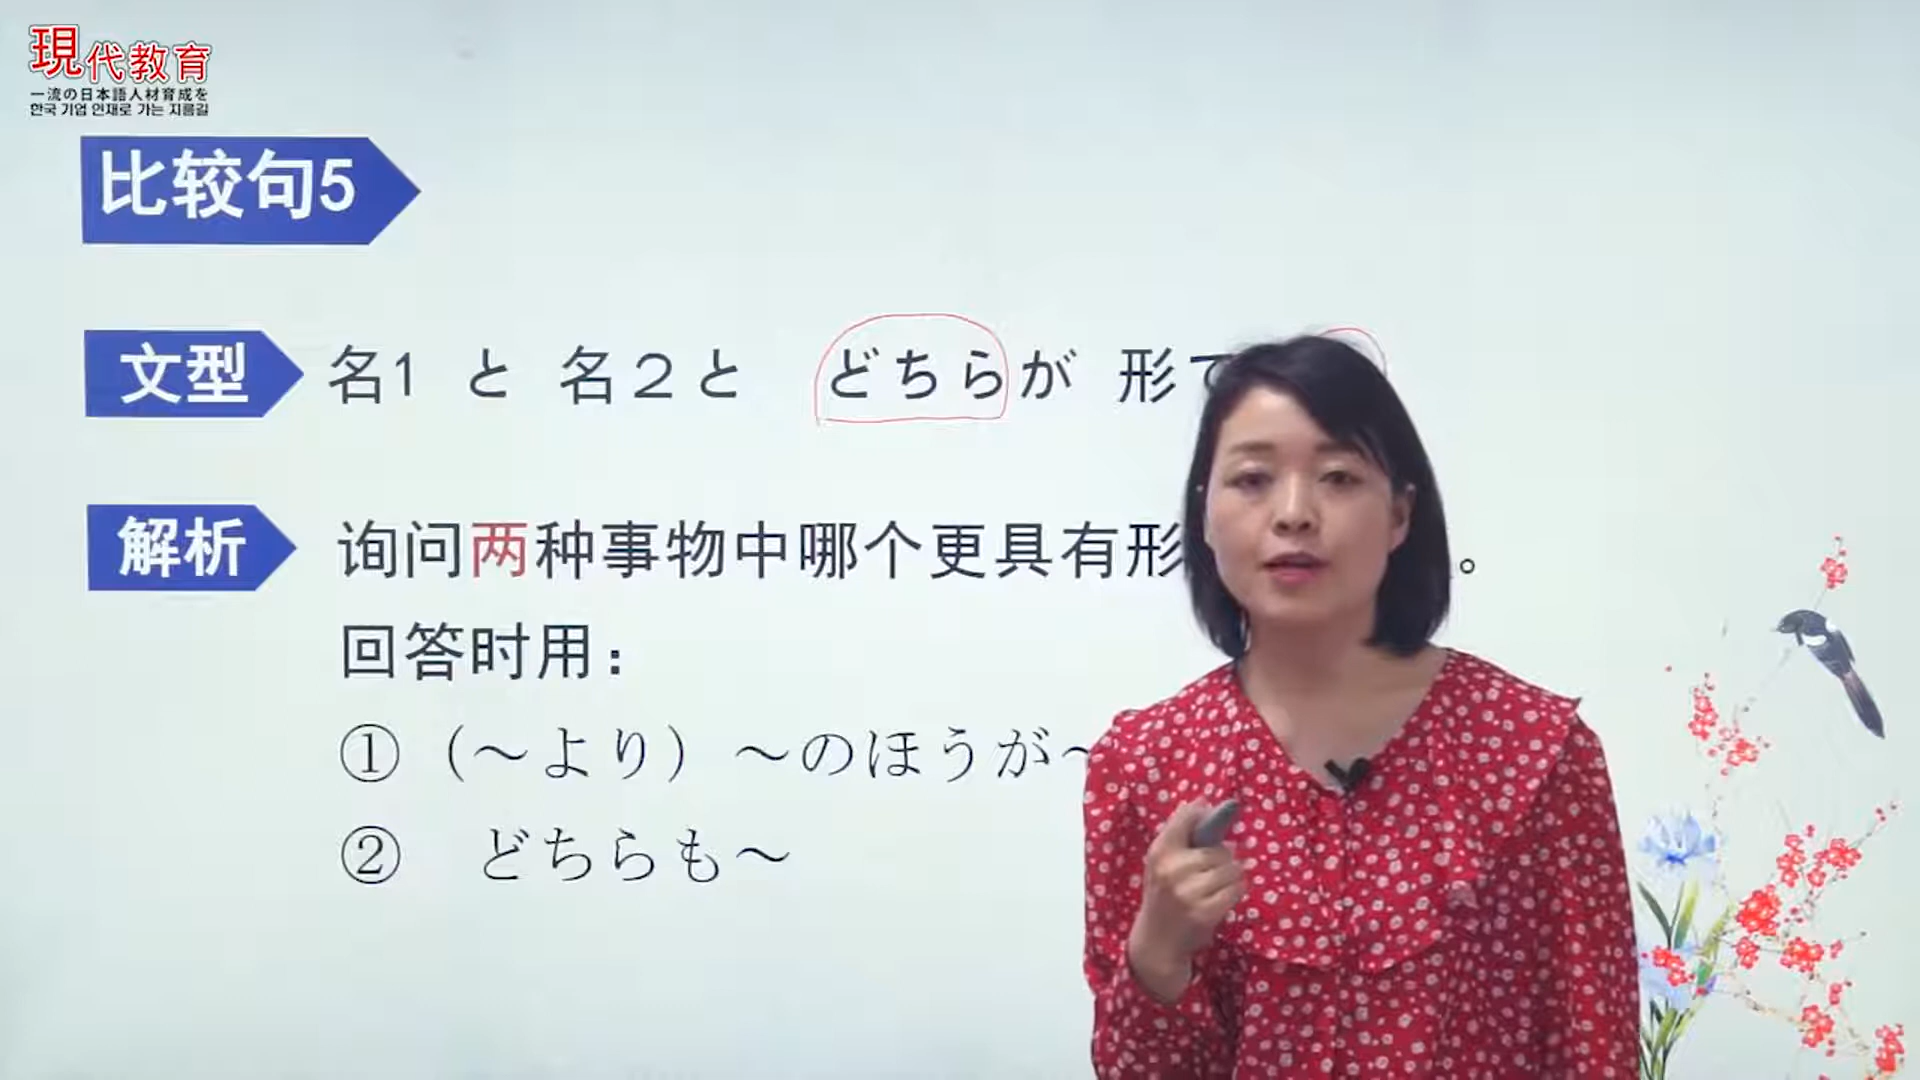 現代教育
一流の日本語人材育成を
한국 기업 인재로 가는 지름길
比较句5
文型 名1 と 名2と どちらが 形
解析 询问两种事物中哪个更具有形 。
回答时用：
①（～より）～のほうが～
② どちらも～